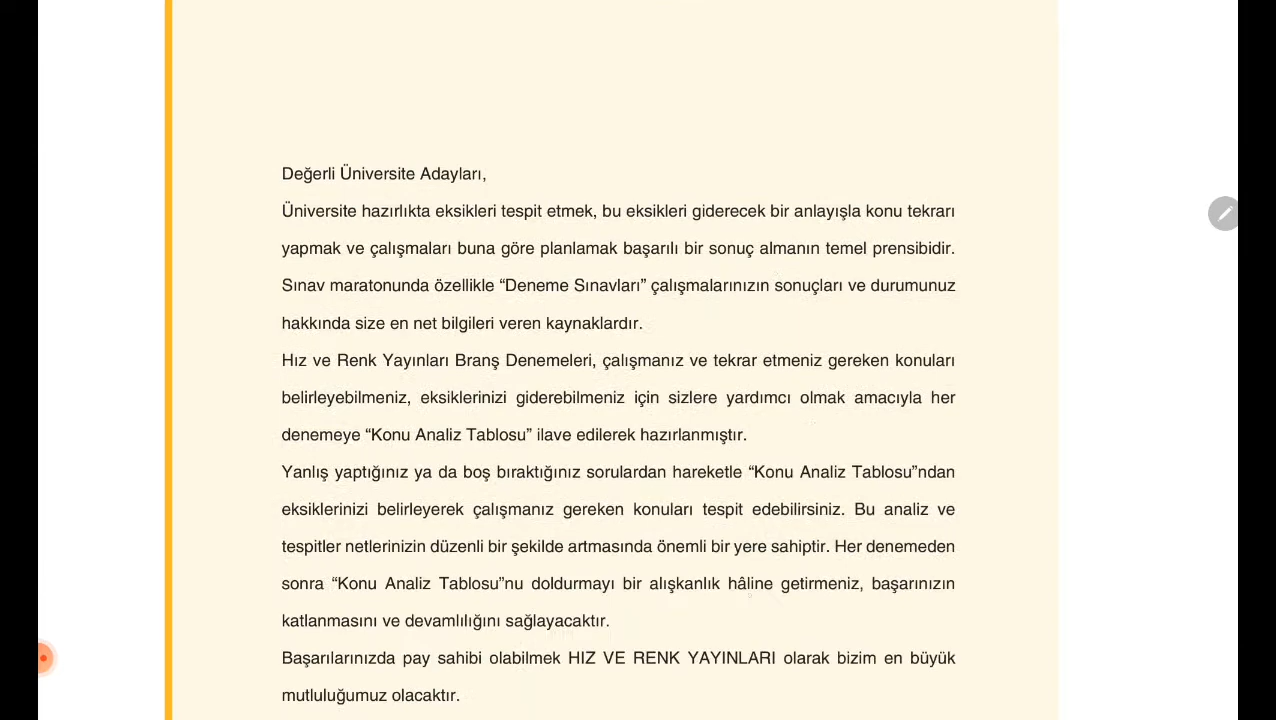 Değerli Üniversite Adayları,
Üniversite hazırlıkta eksikleri tespit etmek, bu eksikleri giderecek bir anlayışla konu tekrarı
yapmak ve çalışmaları buna göre planlamak başarılı bir sonuç almanın temel prensibidir.
Sınav maratonunda özellikle “Deneme Sınavları” çalışmalarınızın sonuçları ve durumunuz
hakkında size en net bilgileri veren kaynaklardır.
Hız ve Renk Yayınları Branş Denemeleri, çalışmanız ve tekrar etmeniz gereken konuları
belirleyebilmeniz, eksiklerinizi giderebilmeniz için sizlere yardımcı olmak amacıyla her
denemeye “Konu Analiz Tablosu” ilave edilerek hazırlanmıştır.
Yanlış yaptığınız ya da boş bıraktığınız sorulardan hareketle “Konu Analiz Tablosu”ndan
eksiklerinizi belirleyerek çalışmanız gereken konuları tespit edebilirsiniz. Bu analiz ve
tespitler netlerinizin düzenli bir şekilde artmasında önemli bir yere sahiptir. Her denemeden
sonra “Konu Analiz Tablosu”nu doldurmayı bir alışkanlık hâline getirmeniz, başarınızın
katlanmasını ve devamlılığını sağlayacaktır.
Başarılarınızda pay sahibi olabilmek HIZ VE RENK YAYINLARI olarak bizim en büyük
mutluluğumuz olacaktır.